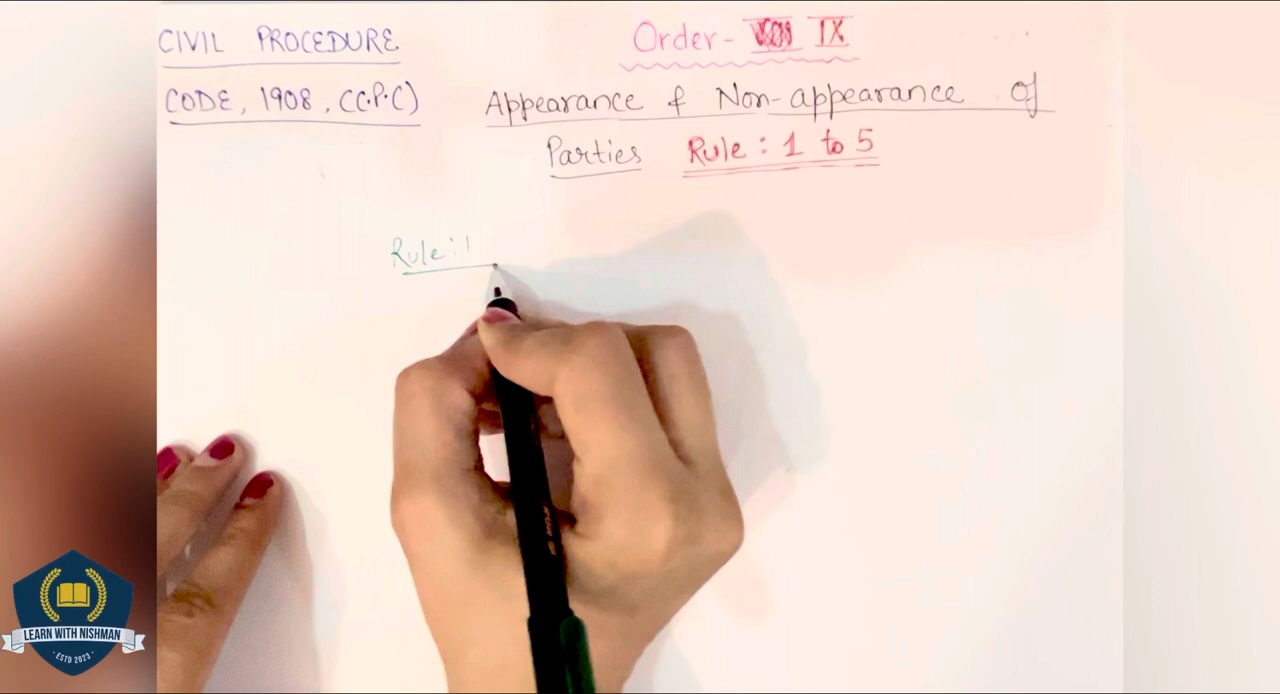 CIVIL PROCEDURE
CODE, 1908, (C.P.C)
Order- IX
Appearance & Non-appearance of
Parties Rule : 1 to 5
Rule : 1
LEARN WITH NISHMAN
· ESTD 2023 ·